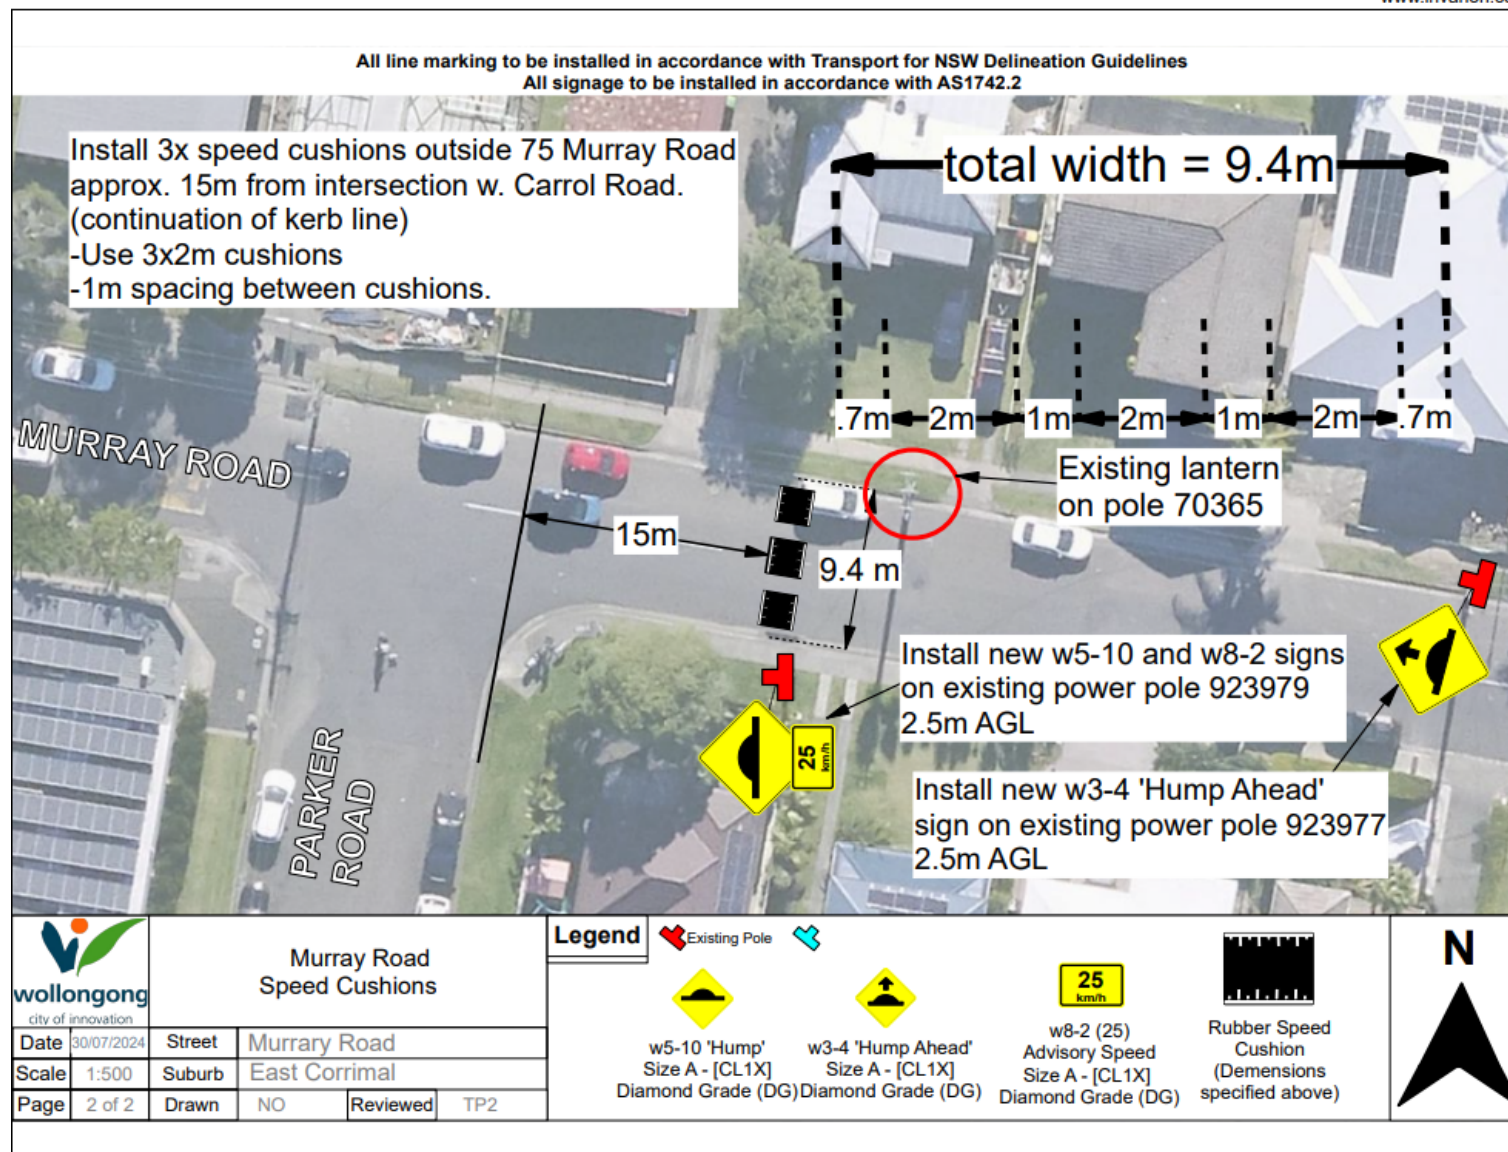 All line marking to be installed in accordance with Transport for NSW Delineation Guidelines
All signage to be installed in accordance with AS1742.2
Install 3x speed cushions outside 75 Murray Road
approx. 15m from intersection w. Carrol Road.
(continuation of kerb line)
-Use 3x2m cushions
-1m spacing between cushions.
total width = 9.4m
.7m
2m
1m
2m
1m
2m
.7m
MURRAY ROAD
Existing lantern
on pole 70365
15m
9.4 m
Install new w5-10 and w8-2 signs
on existing power pole 923979
2.5m AGL
25
km/h
PARKER
ROAD
Install new w3-4 'Hump Ahead'
sign on existing power pole 923977
2.5m AGL
wollongong
city of innovation
Murray Road
Speed Cushions
Date 30/07/2024 Street Murrary Road
Scale 1:500 Suburb East Corrimal
Page 2 of 2 Drawn NO Reviewed TP2
Legend
Existing Pole
w5-10 'Hump'
Size A - [CL1X]
Diamond Grade (DG)
w3-4 'Hump Ahead'
Size A - [CL1X]
Diamond Grade (DG)
25
km/h
w8-2 (25)
Advisory Speed
Size A - [CL1X]
Diamond Grade (DG)
Rubber Speed
Cushion
(Demensions
specified above)
N